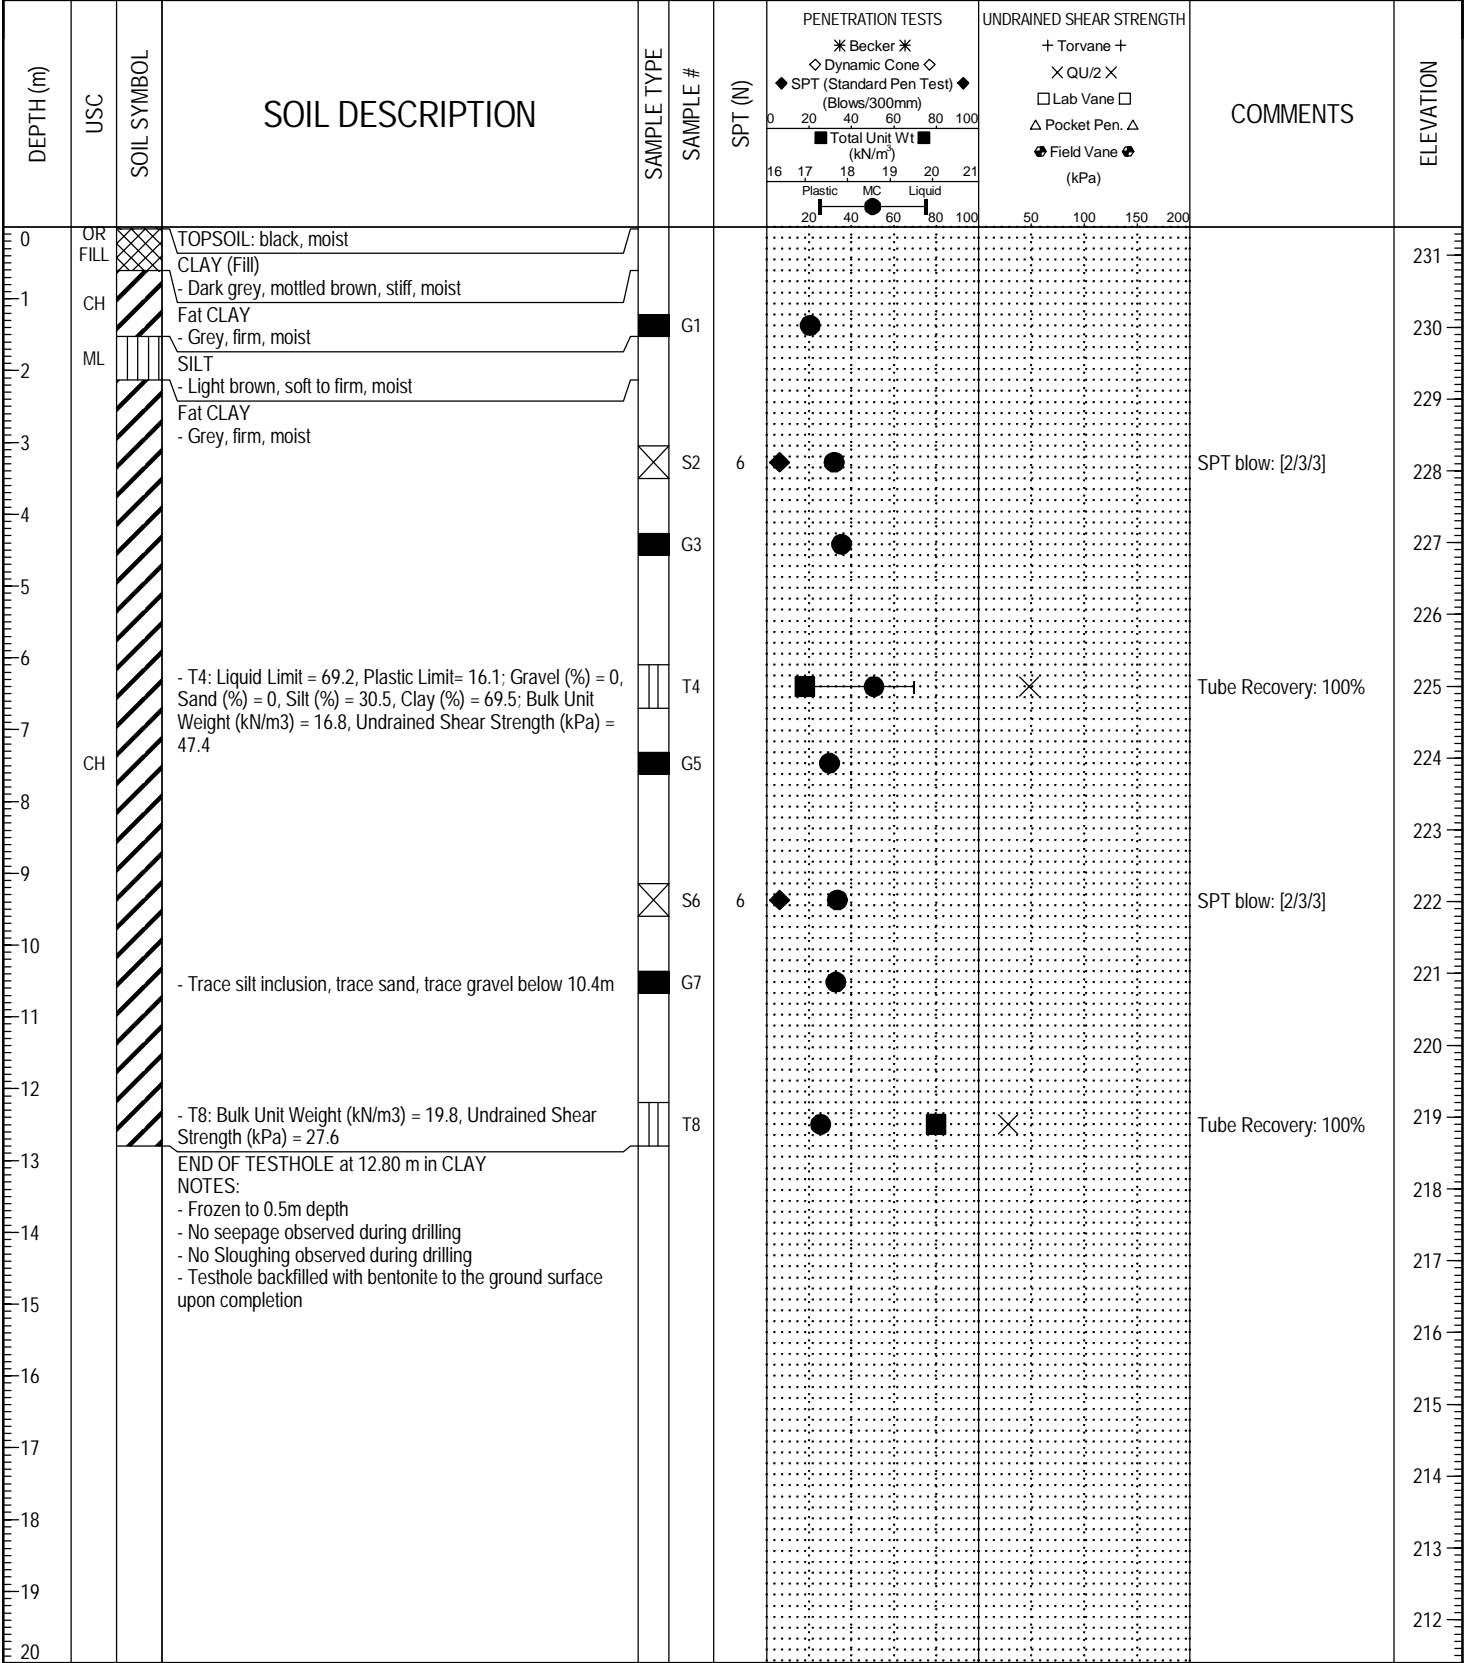 DEPTH (m)
USC
SOIL SYMBOL
SOIL DESCRIPTION
SAMPLE TYPE
SAMPLE #
SPT (N)
PENETRATION TESTS
Becker
Dynamic Cone
SPT (Standard Pen Test)
(Blows/300mm)
0 20 40 60 80 100
Total Unit Wt
(kN/m3)
16 17 18 19 20 21
Plastic MC Liquid
20 40 60 80 100
UNDRAINED SHEAR STRENGTH
Torvane
QU/2
Lab Vane
Pocket Pen.
Field Vane
(kPa)
50 100 150 200
COMMENTS
ELEVATION
0
OR
FILL
TOPSOIL: black, moist
CLAY (Fill)
- Dark grey, mottled brown, stiff, moist
231
1
CH
Fat CLAY
- Grey, firm, moist
G1
230
ML
SILT
- Light brown, soft to firm, moist
2
229
Fat CLAY
- Grey, firm, moist
3
S2
6
SPT blow: [2/3/3]
228
4
G3
227
5
226
6
- T4: Liquid Limit = 69.2, Plastic Limit= 16.1; Gravel (%) = 0,
Sand (%) = 0, Silt (%) = 30.5, Clay (%) = 69.5; Bulk Unit
Weight (kN/m3) = 16.8, Undrained Shear Strength (kPa) =
47.4
T4
Tube Recovery: 100%
225
7
CH
G5
224
8
223
9
S6
6
SPT blow: [2/3/3]
222
10
- Trace silt inclusion, trace sand, trace gravel below 10.4m
G7
221
11
220
12
- T8: Bulk Unit Weight (kN/m3) = 19.8, Undrained Shear
Strength (kPa) = 27.6
T8
Tube Recovery: 100%
219
13
END OF TESTHOLE at 12.80 m in CLAY
NOTES:
- Frozen to 0.5m depth
- No seepage observed during drilling
- No Sloughing observed during drilling
- Testhole backfilled with bentonite to the ground surface
upon completion
218
14
217
15
216
16
215
17
214
18
213
19
212
20